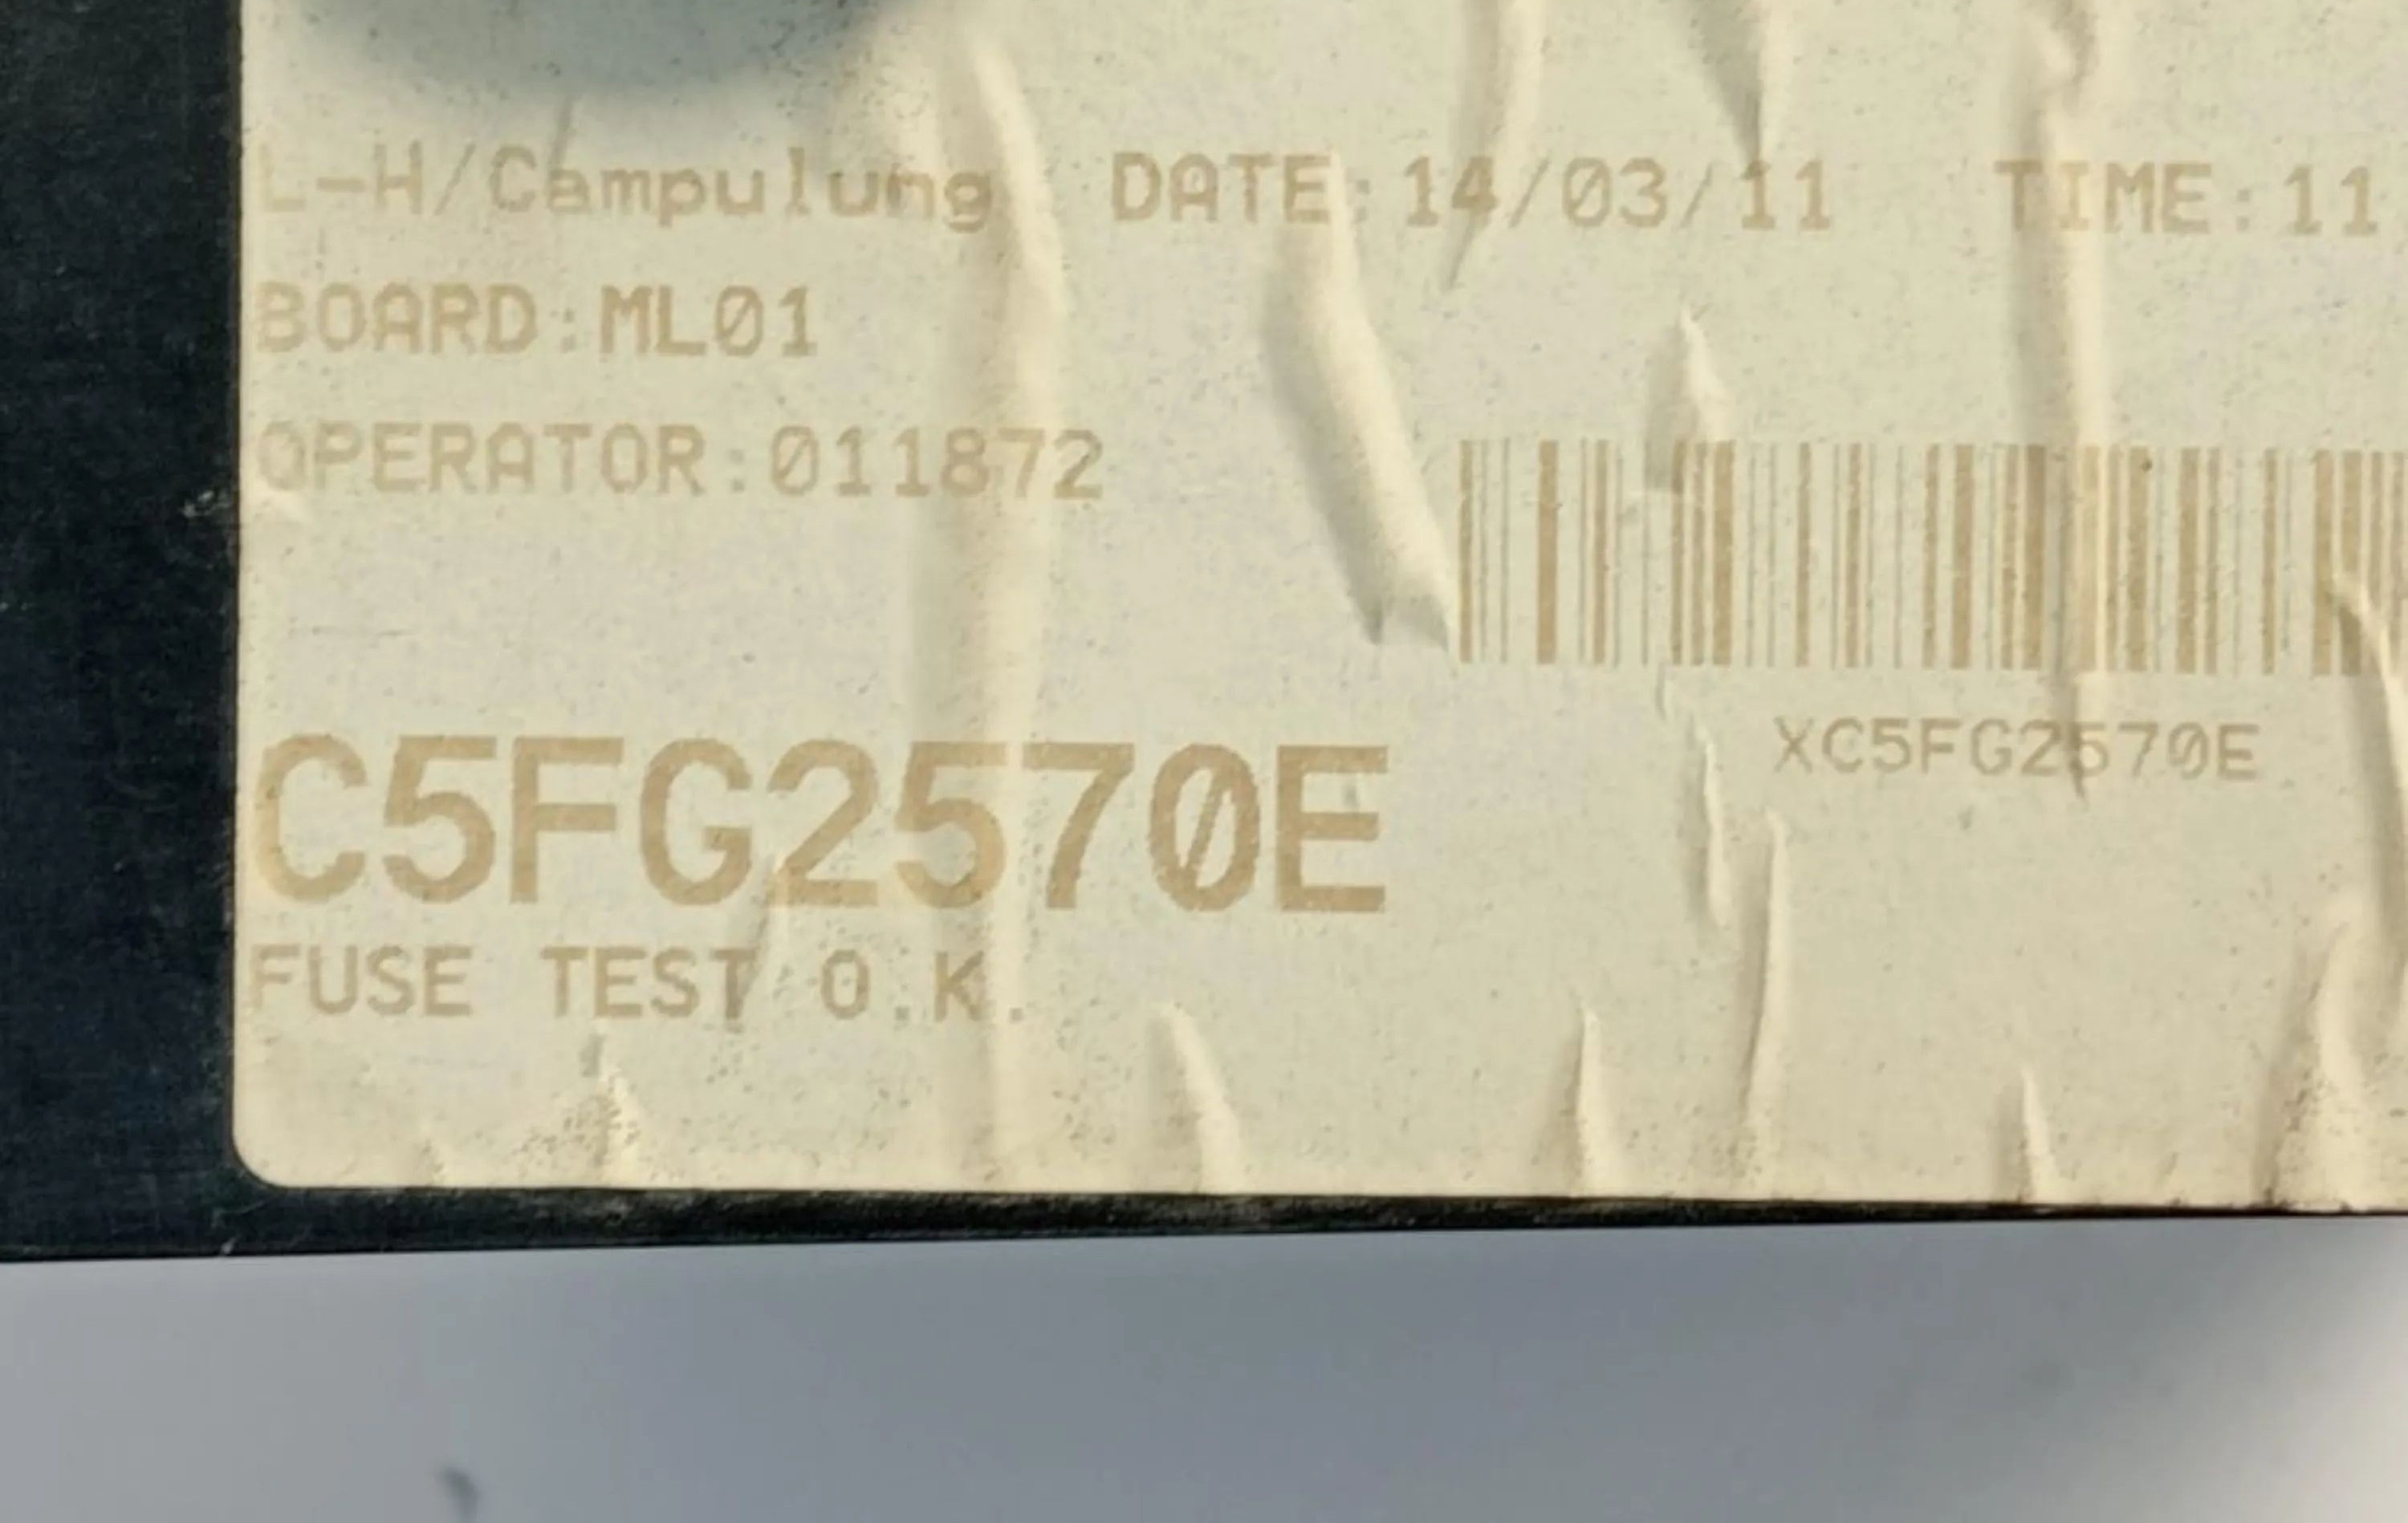 L-H/Campulung DATE:14/03/11 TIME:11
BOARD:ML01
OPERATOR:011872
XC5FG2570E
C5FG2570E
FUSE TEST O.K.